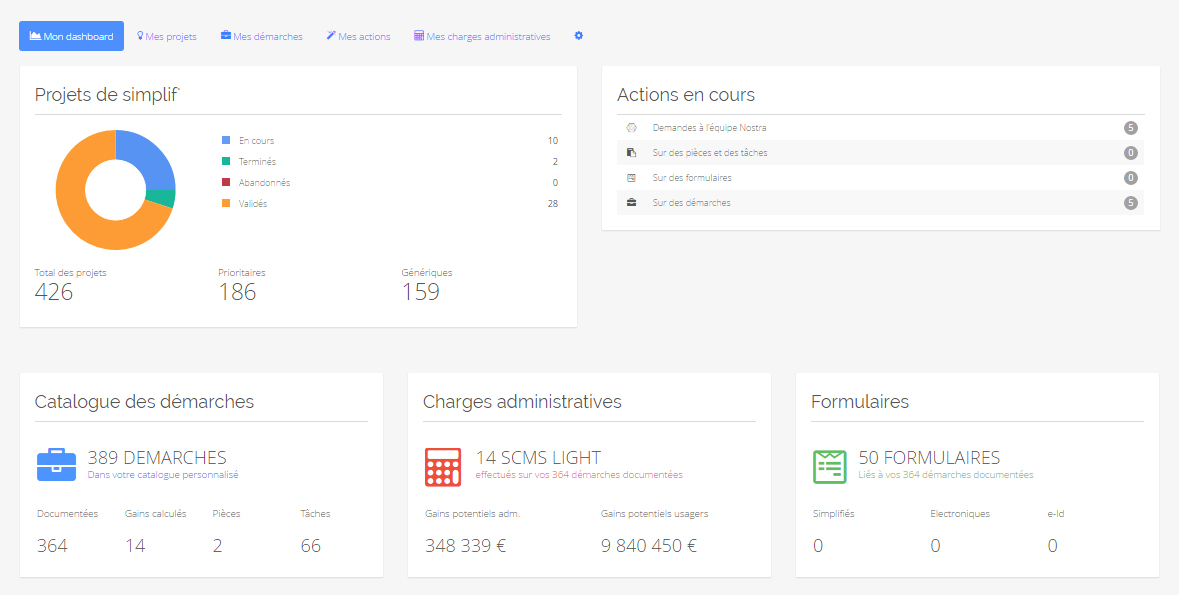 Mon dashboard Mes projets Mes démarches Mes actions Mes charges administratives
Projets de simplif'
En cours 10
Terminés 2
Abandonnés 0
Validés 28
Total des projets Prioritaires Génériques
426 186 159
Actions en cours
Demandes à l'équipe Nostra 5
Sur des pièces et des tâches 0
Sur des formulaires 0
Sur des démarches 5
Catalogue des démarches
389 DEMARCHES
Dans votre catalogue personnalisé
Documentées Gains calculés Pièces Tâches
364 14 2 66
Charges administratives
14 SCMS LIGHT
effectués sur vos 364 démarches documentées
Gains potentiels adm. Gains potentiels usagers
348 339 € 9 840 450 €
Formulaires
50 FORMULAIRES
Liés à vos 364 démarches documentées
Simplifiés Electroniques e-Id
0 0 0